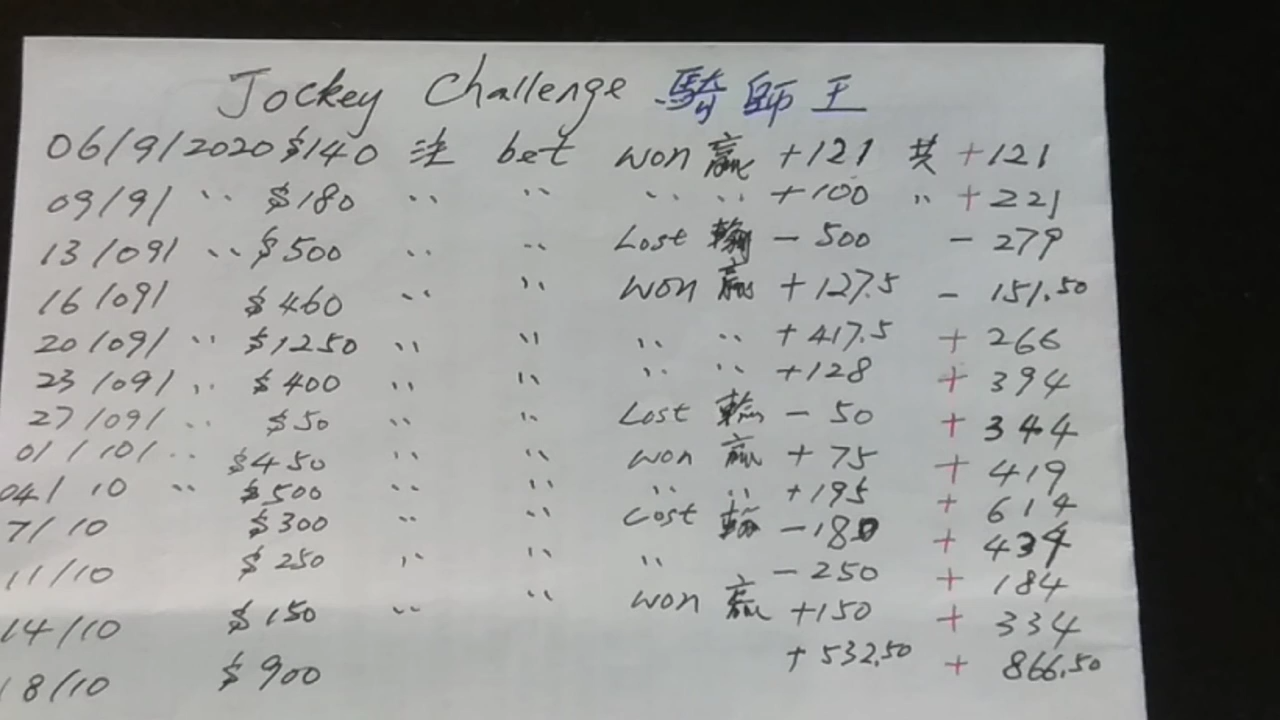 Jockey Challenge 騎師王
06/9/2020 $140 注 bet won 贏 +121 共 +121
09/9/ " $180 " " " " +100 " +221
13/09/ " $500 " " Lost 輸 - 500 - 279
16/09/ $460 " " won 贏 +127.5 - 151.50
20/09/ " $1250 " " " " +417.5 + 266
23/09/ " $400 " " " " +128 + 394
27/09/ " $50 " " Lost 輸 - 50 + 344
01/10/ " $450 " " won 贏 + 75 + 419
04/10 " $500 " " " " +195 + 614
7/10 $300 " " Lost 輸 -180 + 434
11/10 $250 " " " - 250 + 184
14/10 $150 " " won 贏 +150 + 334
18/10 $900 +532.50 + 866.50